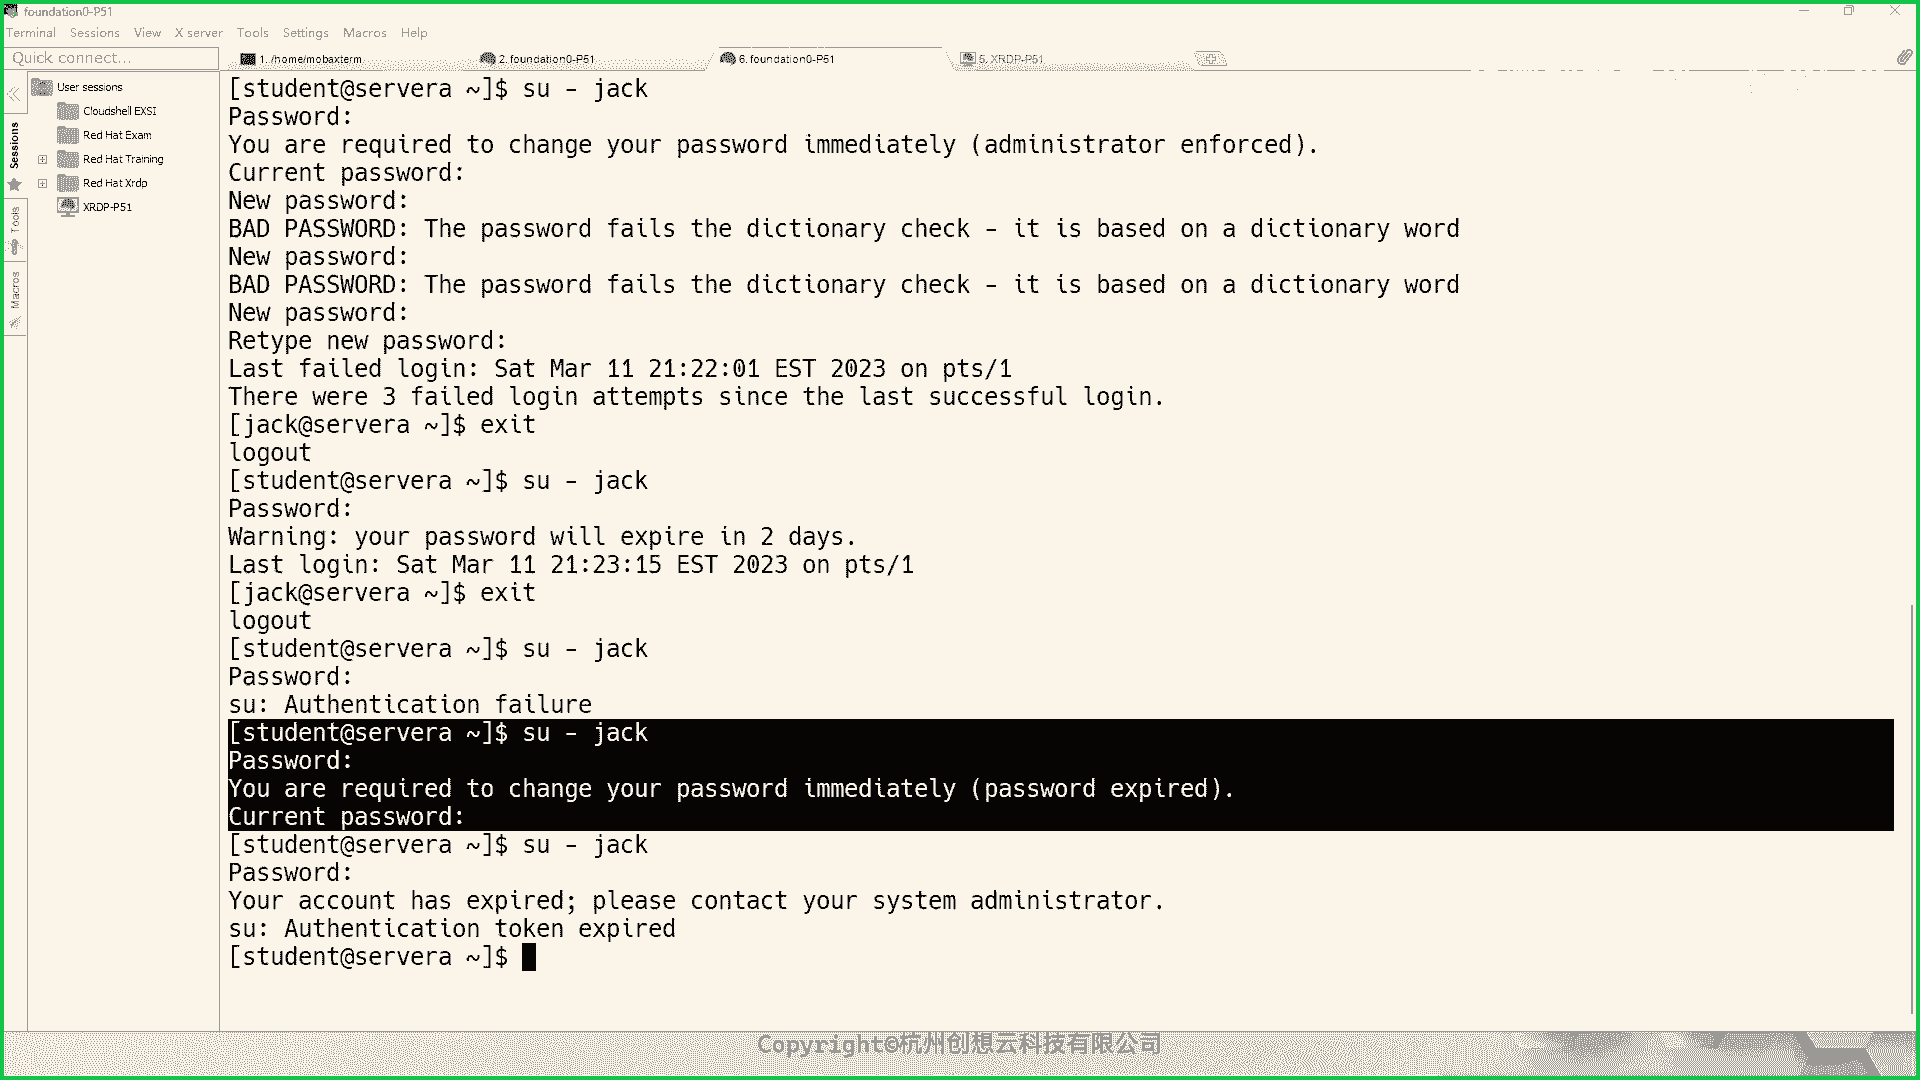 foundation0-P51
Terminal Sessions View X server Tools Settings Macros Help
Quick connect...
1. /home/mobaxterm
2. foundation0-P51
6. foundation0-P51
5. XRDP-P51
User sessions
Cloudshell EXSI
Red Hat Exam
Red Hat Training
Red Hat Xrdp
XRDP-P51
Sessions
Tools
Macros
[student@servera ~]$ su - jack
Password:
You are required to change your password immediately (administrator enforced).
Current password:
New password:
BAD PASSWORD: The password fails the dictionary check - it is based on a dictionary word
New password:
BAD PASSWORD: The password fails the dictionary check - it is based on a dictionary word
New password:
Retype new password:
Last failed login: Sat Mar 11 21:22:01 EST 2023 on pts/1
There were 3 failed login attempts since the last successful login.
[jack@servera ~]$ exit
logout
[student@servera ~]$ su - jack
Password:
Warning: your password will expire in 2 days.
Last login: Sat Mar 11 21:23:15 EST 2023 on pts/1
[jack@servera ~]$ exit
logout
[student@servera ~]$ su - jack
Password:
su: Authentication failure
[student@servera ~]$ su - jack
Password:
You are required to change your password immediately (password expired).
Current password:
[student@servera ~]$ su - jack
Password:
Your account has expired; please contact your system administrator.
su: Authentication token expired
[student@servera ~]$
Copyright©杭州创想云科技有限公司